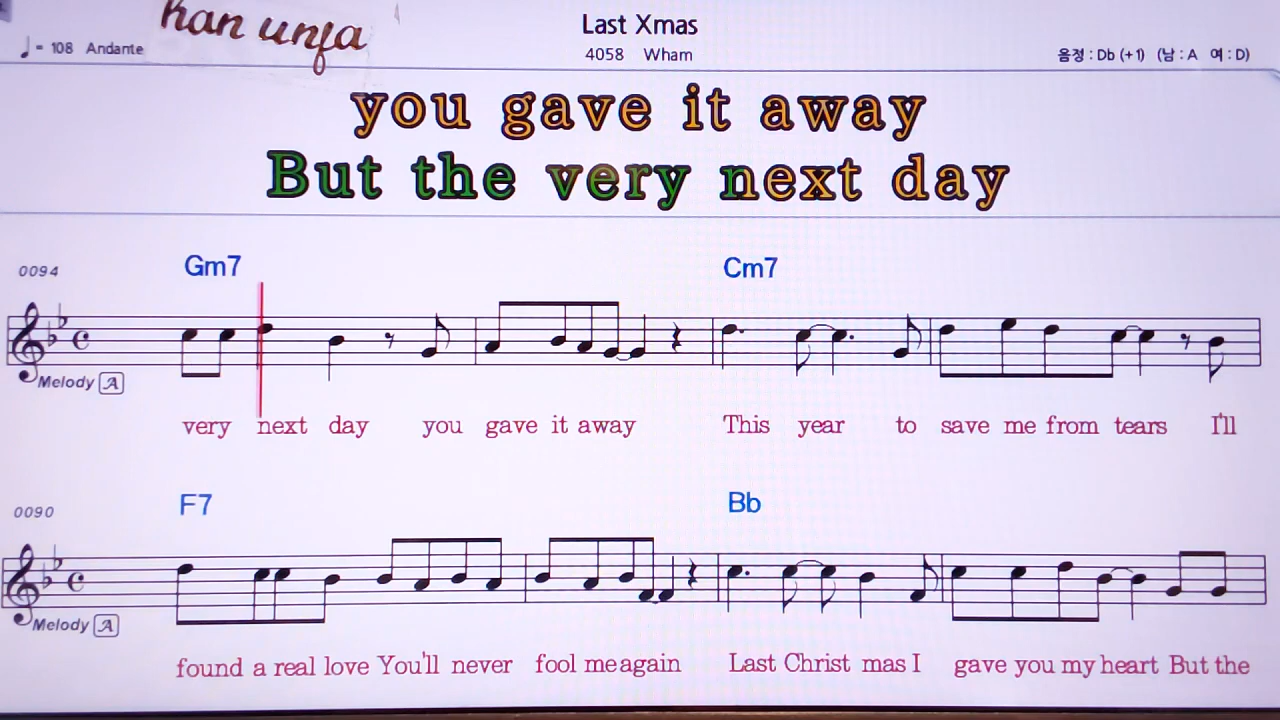 han unfa
Last Xmas
♩= 108 Andante
4058 Wham
음정 : Db (+1) (남 : A 여 : D)
you gave it away
But the very next day
0094
Gm7 Cm7
Melody A
very next day you gave it away This year to save me from tears I'll
0090
F7 Bb
Melody A
found a real love You'll never fool me again Last Christ mas I gave you my heart But the